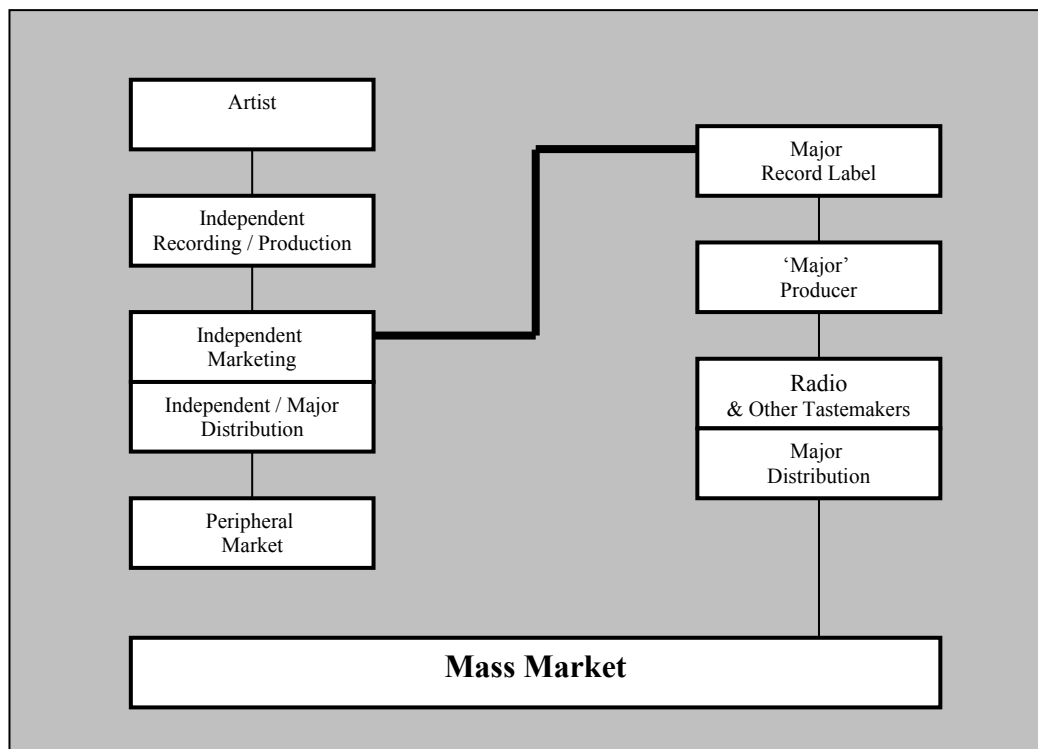 Artist
Independent
Recording / Production
Independent
Marketing
Independent / Major
Distribution
Peripheral
Market
Major
Record Label
‘Major’
Producer
Radio
& Other Tastemakers
Major
Distribution
Mass Market